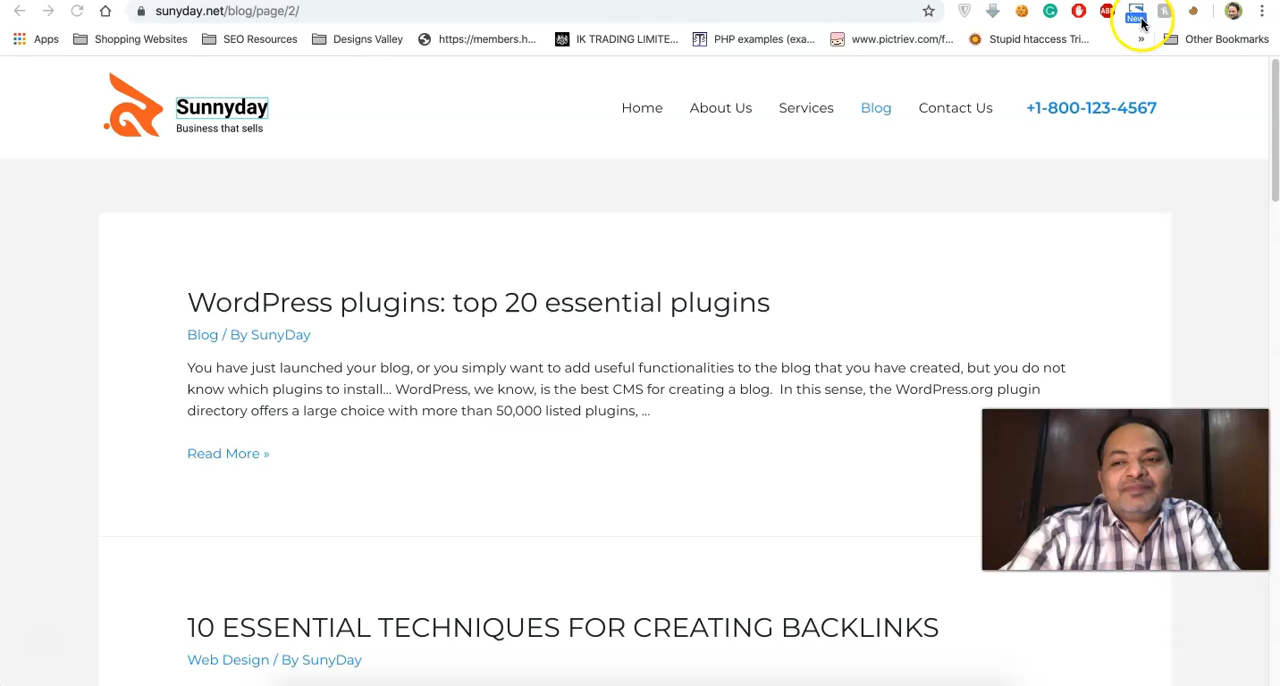 sunyday.net/blog/page/2/
ABP
New
Apps
Shopping Websites
SEO Resources
Designs Valley
https://members.h...
IK TRADING LIMITE...
PHP examples (exa...
www.pictriev.com/f...
Stupid htaccess Tri...
»
Other Bookmarks
Sunnyday
Business that sells
Home
About Us
Services
Blog
Contact Us
+1-800-123-4567
WordPress plugins: top 20 essential plugins
Blog / By SunyDay
You have just launched your blog, or you simply want to add useful functionalities to the blog that you have created, but you do not
know which plugins to install... WordPress, we know, is the best CMS for creating a blog. In this sense, the WordPress.org plugin
directory offers a large choice with more than 50,000 listed plugins, ...
Read More »
10 ESSENTIAL TECHNIQUES FOR CREATING BACKLINKS
Web Design / By SunyDay